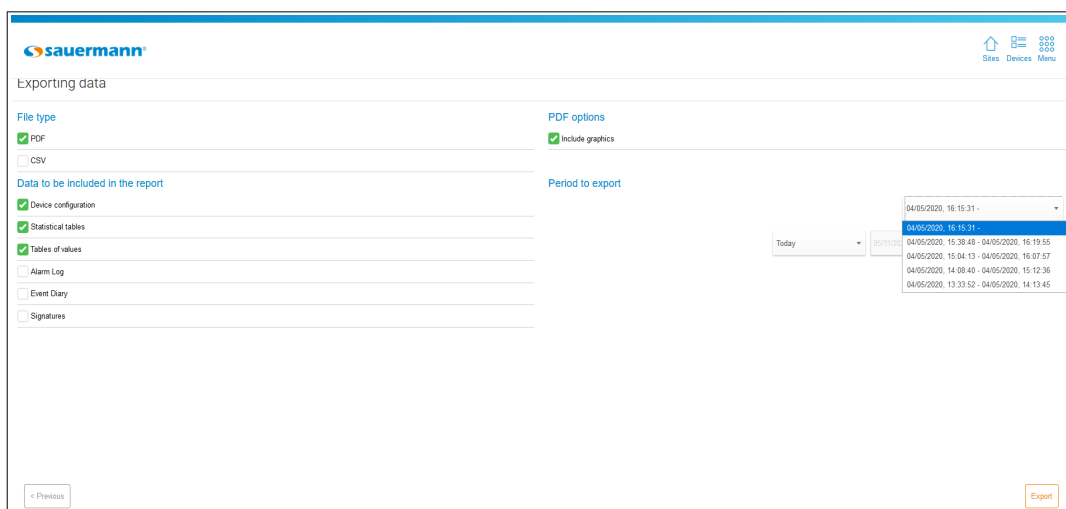 sauermann®
Sites Devices Menu
Exporting data
File type
PDF
CSV
Data to be included in the report
Device configuration
Statistical tables
Tables of values
Alarm Log
Event Diary
Signatures
PDF options
Include graphics
Period to export
04/05/2020, 16:15:31 -
04/05/2020, 16:15:31 -
04/05/2020, 15:38:48 - 04/05/2020, 16:19:55
04/05/2020, 15:04:13 - 04/05/2020, 16:07:57
04/05/2020, 14:08:40 - 04/05/2020, 15:12:36
04/05/2020, 13:33:52 - 04/05/2020, 14:13:45
Today
< Previous
Export